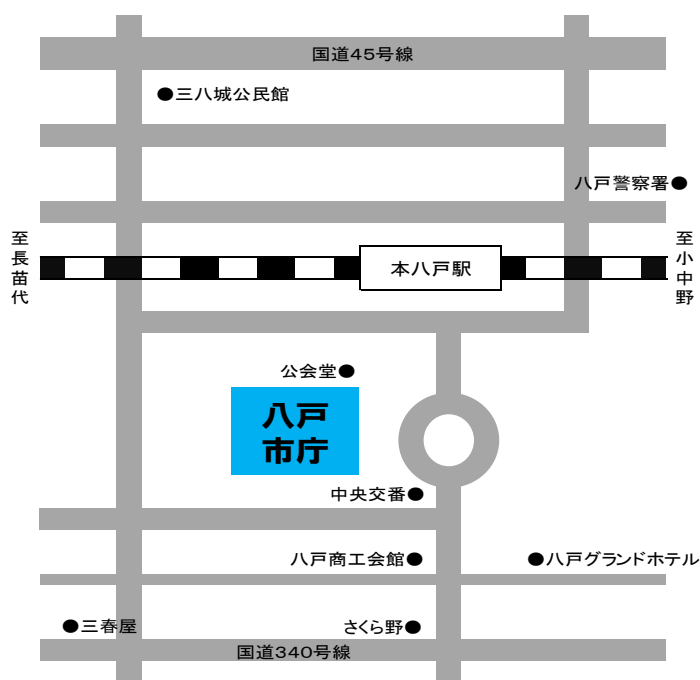 国道45号線
●三八城公民館
八戸警察署●
至長苗代
本八戸駅
至小中野
公会堂●
八戸
市庁
中央交番●
八戸商工会館●
●八戸グランドホテル
●三春屋
さくら野●
国道340号線